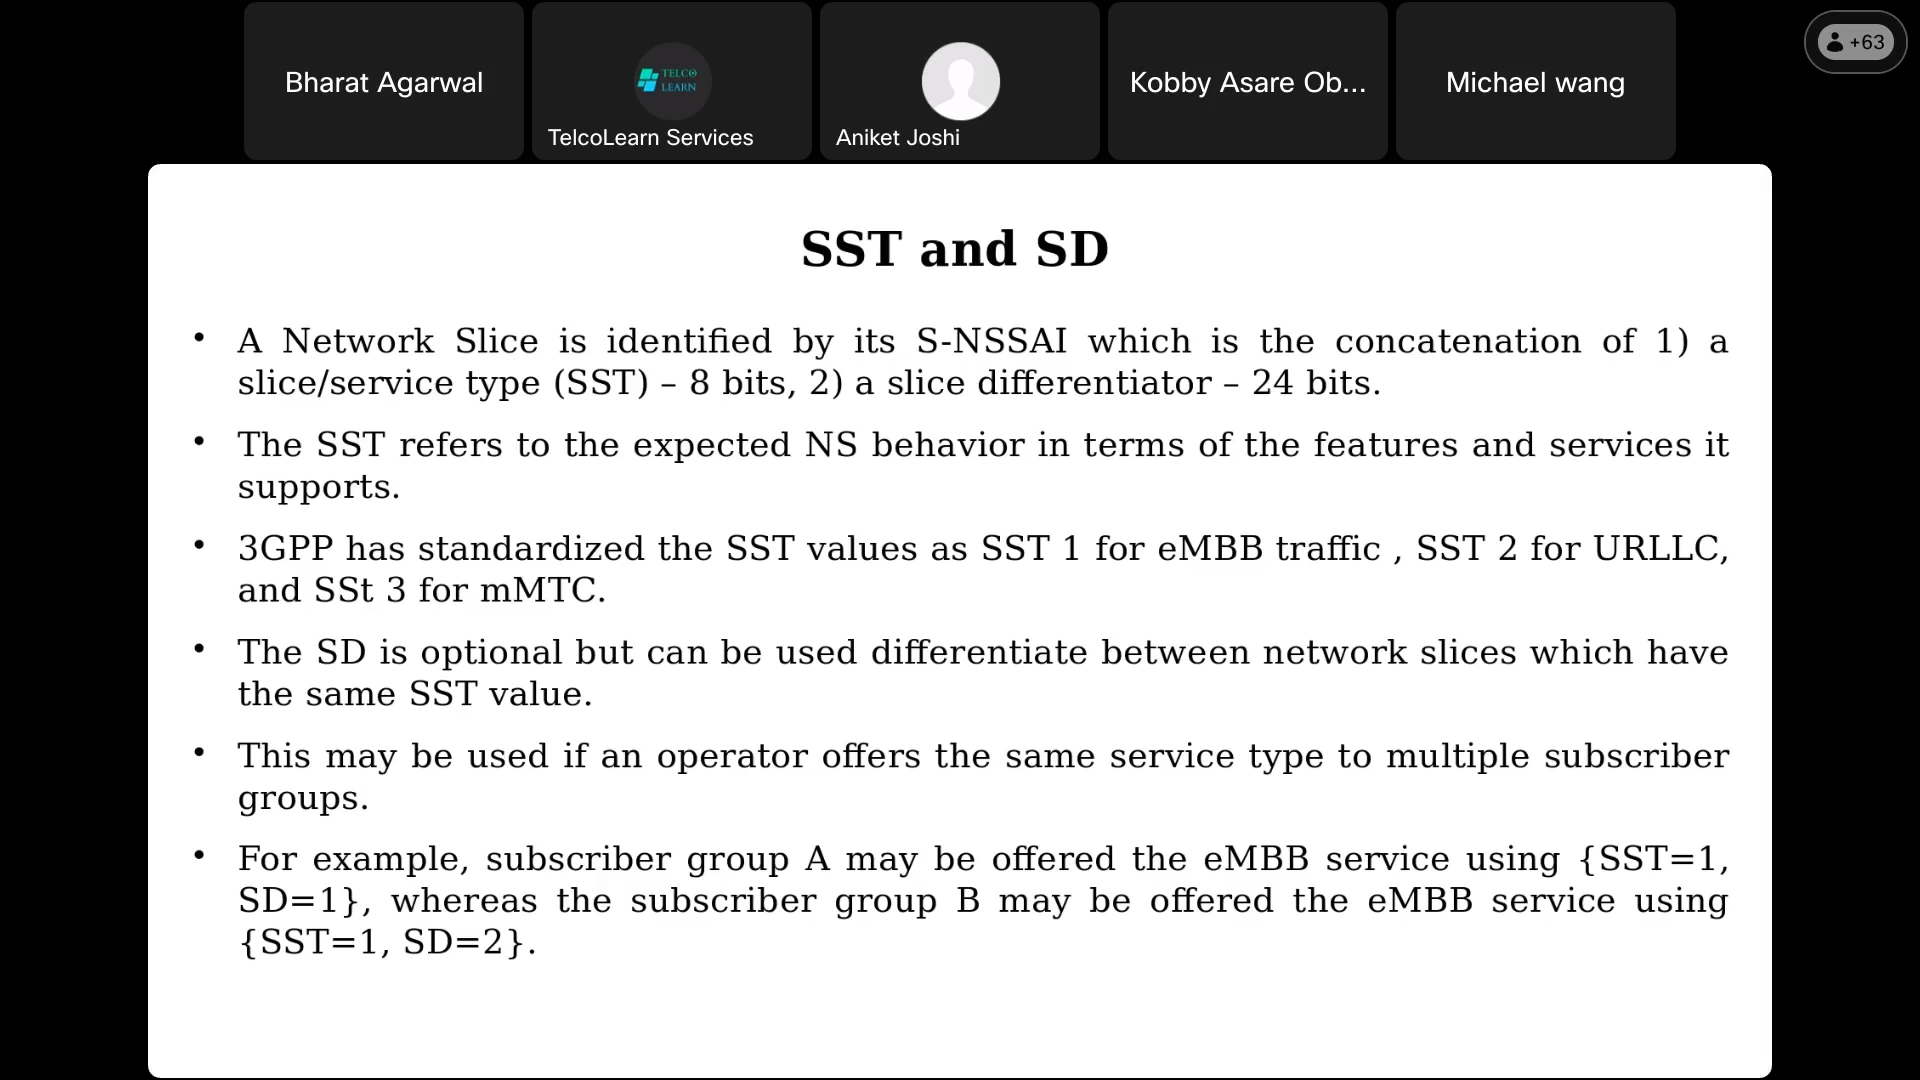 Bharat Agarwal
TELCO
LEARN
TelcoLearn Services
Aniket Joshi
Kobby Asare Ob...
Michael wang
+63
SST and SD
• A Network Slice is identified by its S-NSSAI which is the concatenation of 1) a
slice/service type (SST) – 8 bits, 2) a slice differentiator – 24 bits.
• The SST refers to the expected NS behavior in terms of the features and services it
supports.
• 3GPP has standardized the SST values as SST 1 for eMBB traffic , SST 2 for URLLC,
and SSt 3 for mMTC.
• The SD is optional but can be used differentiate between network slices which have
the same SST value.
• This may be used if an operator offers the same service type to multiple subscriber
groups.
• For example, subscriber group A may be offered the eMBB service using {SST=1,
SD=1}, whereas the subscriber group B may be offered the eMBB service using
{SST=1, SD=2}.